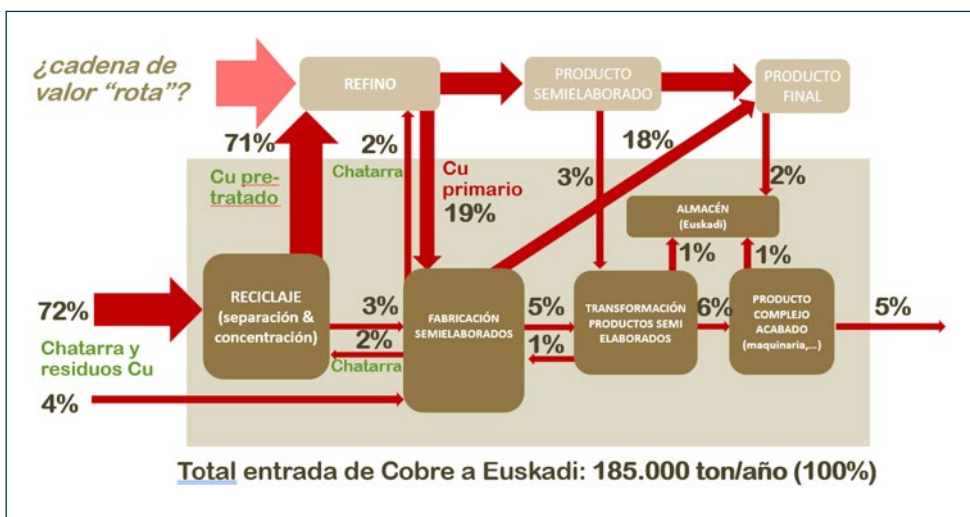 ¿cadena de
valor “rota”?
REFINO
PRODUCTO
SEMIELABORADO
PRODUCTO
FINAL
71%
Cu pre-
tratado
2%
Chatarra
Cu
primario
19%
3%
18%
2%
ALMACÉN
(Euskadi)
1%
1%
72%
Chatarra y
residuos Cu
4%
RECICLAJE
(separación &
concentración)
3%
2%
Chatarra
FABRICACIÓN
SEMIELABORADOS
5%
1%
TRANSFORMACIÓN
PRODUCTOS SEMI
ELABORADOS
6%
PRODUCTO
COMPLEJO
ACABADO
(maquinaria,...)
5%
Total entrada de Cobre a Euskadi: 185.000 ton/año (100%)